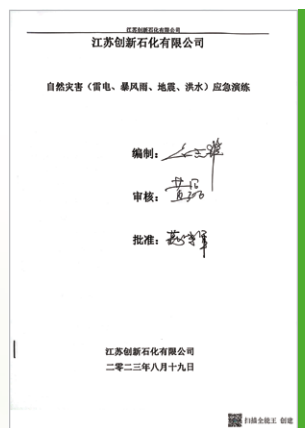 江苏创新石化有限公司
江苏创新石化有限公司
自然灾害（雷电、暴风雨、地震、洪水）应急演练
编制：
审核：
批准：
江苏创新石化有限公司
二零二三年八月十九日
扫描全能王 创建